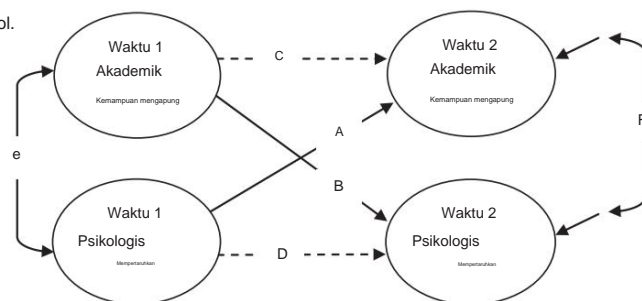 ol.
Waktu 1
Akademik
Kemampuan mengapung
C
Waktu 2
Akademik
Kemampuan mengapung
A
e
B
Waktu 1
Psikologis
Mempertaruhkan
D
Waktu 2
Psikologis
Mempertaruhkan